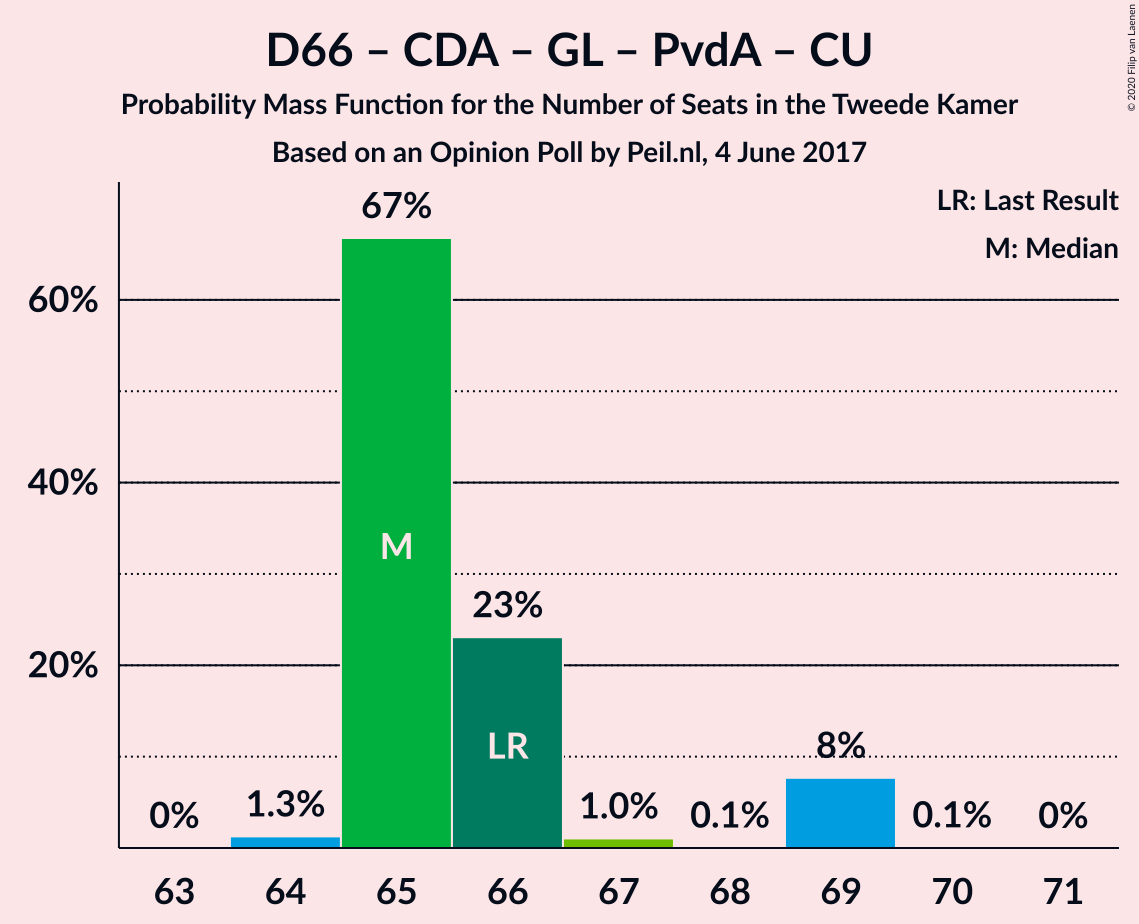 D66 – CDA – GL – PvdA – CU
Probability Mass Function for the Number of Seats in the Tweede Kamer
Based on an Opinion Poll by Peil.nl, 4 June 2017
© 2020 Filip van Laenen
LR: Last Result
M: Median
67%
60%
40%
M
23%
20%
LR
8%
0%
1.3%
1.0%
0.1%
0.1%
0%
63 64 65 66 67 68 69 70 71